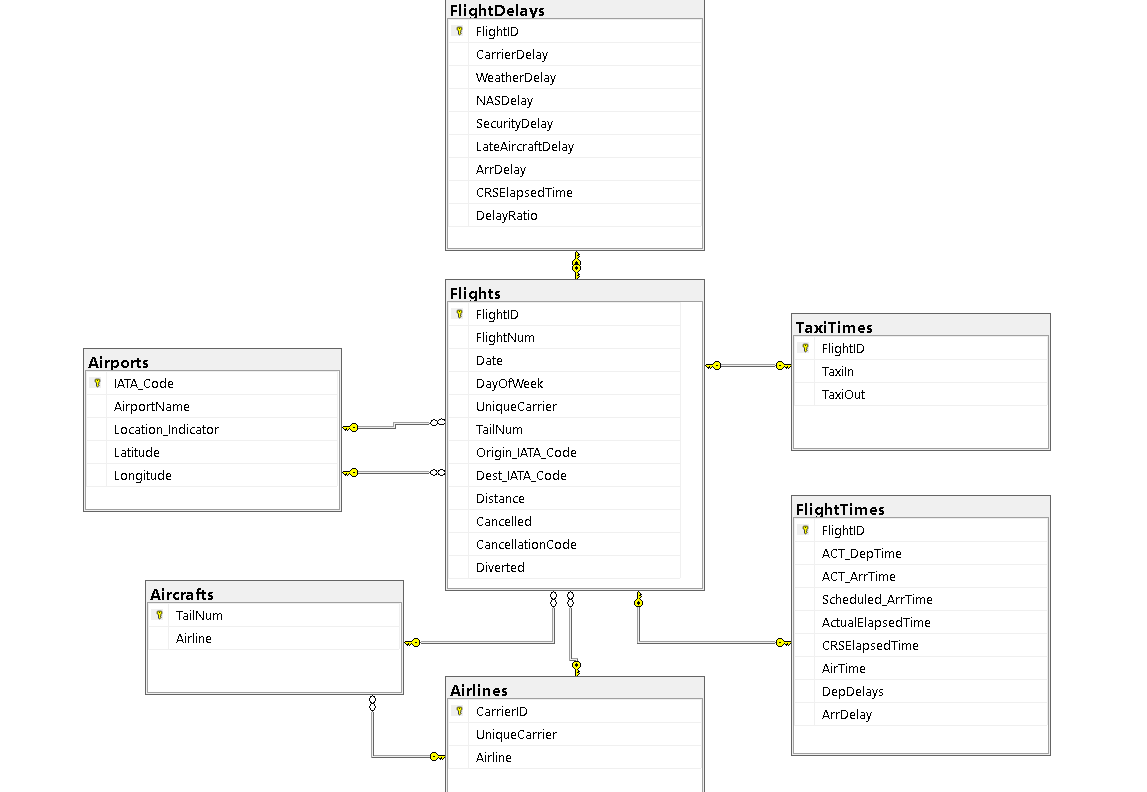 FlightDelays
FlightID
CarrierDelay
WeatherDelay
NASDelay
SecurityDelay
LateAircraftDelay
ArrDelay
CRSElapsedTime
DelayRatio
Flights
FlightID
FlightNum
Date
DayOfWeek
UniqueCarrier
TailNum
Origin_IATA_Code
Dest_IATA_Code
Distance
Cancelled
CancellationCode
Diverted
TaxiTimes
FlightID
TaxiIn
TaxiOut
Airports
IATA_Code
AirportName
Location_Indicator
Latitude
Longitude
FlightTimes
FlightID
ACT_DepTime
ACT_ArrTime
Scheduled_ArrTime
ActualElapsedTime
CRSElapsedTime
AirTime
DepDelays
ArrDelay
Aircrafts
TailNum
Airline
Airlines
CarrierID
UniqueCarrier
Airline